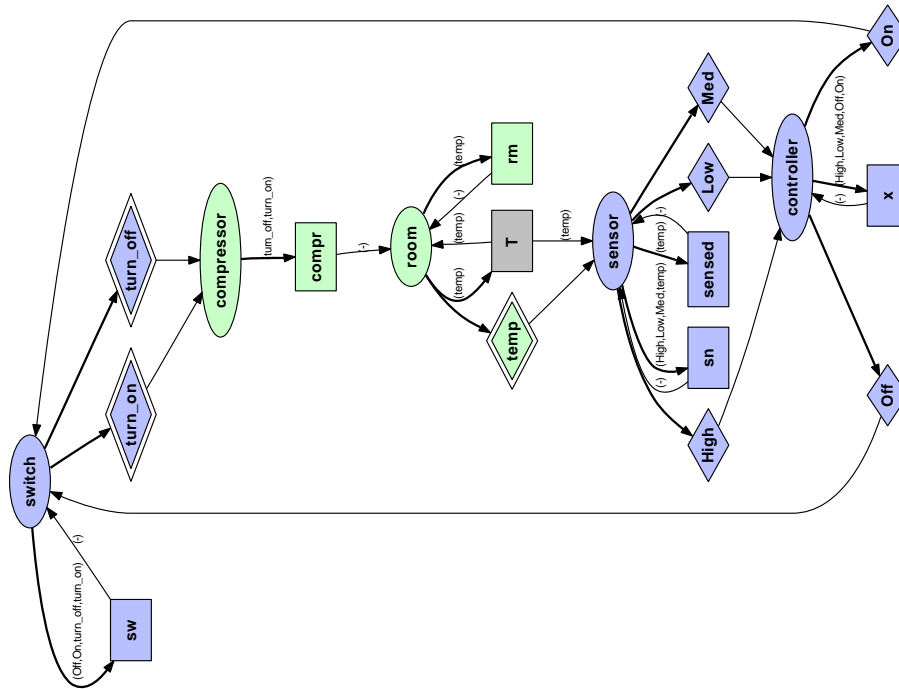 switch
(Off,On,turn_off,turn_on)
(-)
sw
turn_on
turn_off
compressor
turn_off,turn_on)
compr
(-)
room
(temp)
(temp)
(-)
(temp)
temp
T
rm
(temp)
sensor
(-)
(High,Low,Med,temp)
(temp)
(-)
High
sn
sensed
Low
Med
controller
(-)
(High,Low,Med,Off,On)
Off
x
On